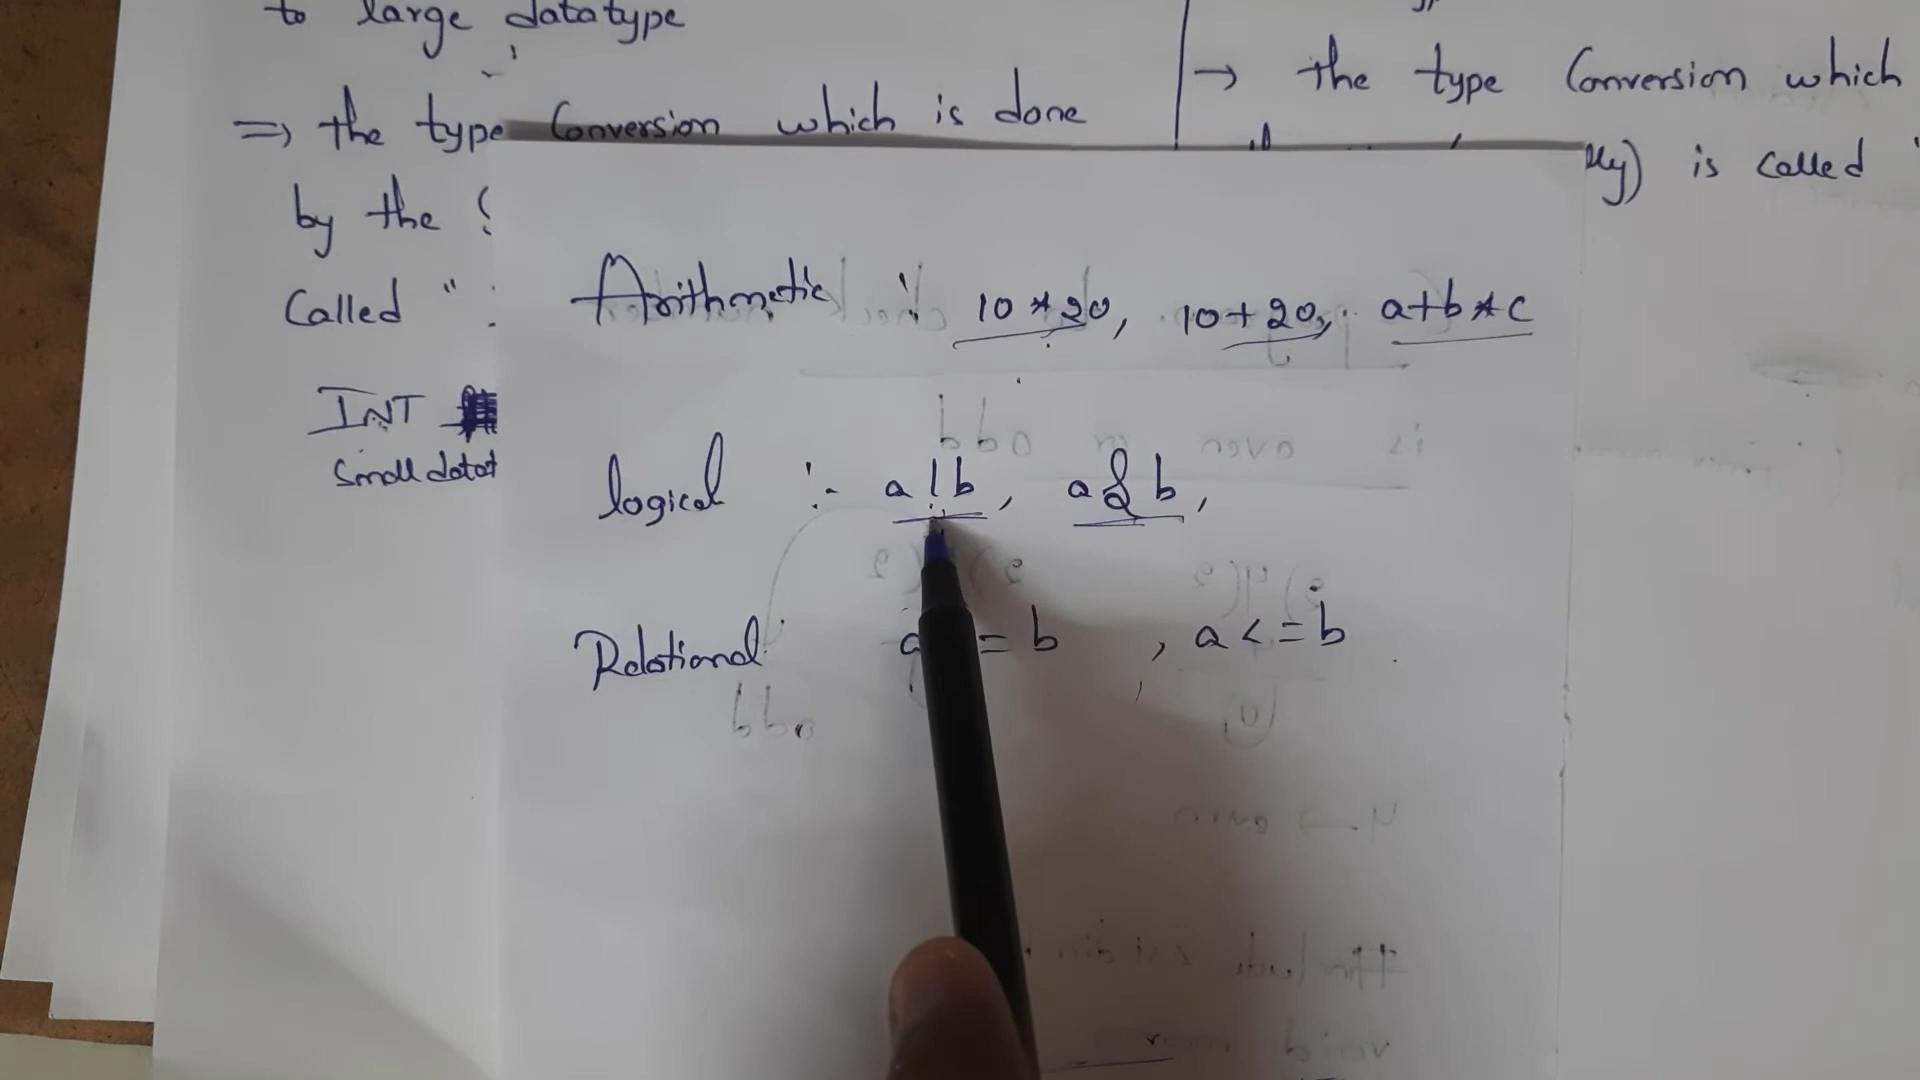 to large datatype
⇒ the type Conversion which is done
by the
Called "
INT
Small datat
→ the type Conversion which
is called "
Arithmetic : 10 * 20, 10 + 20, a+b*c
logical :- a|b, a&b,
Relational : a = b , a <= b